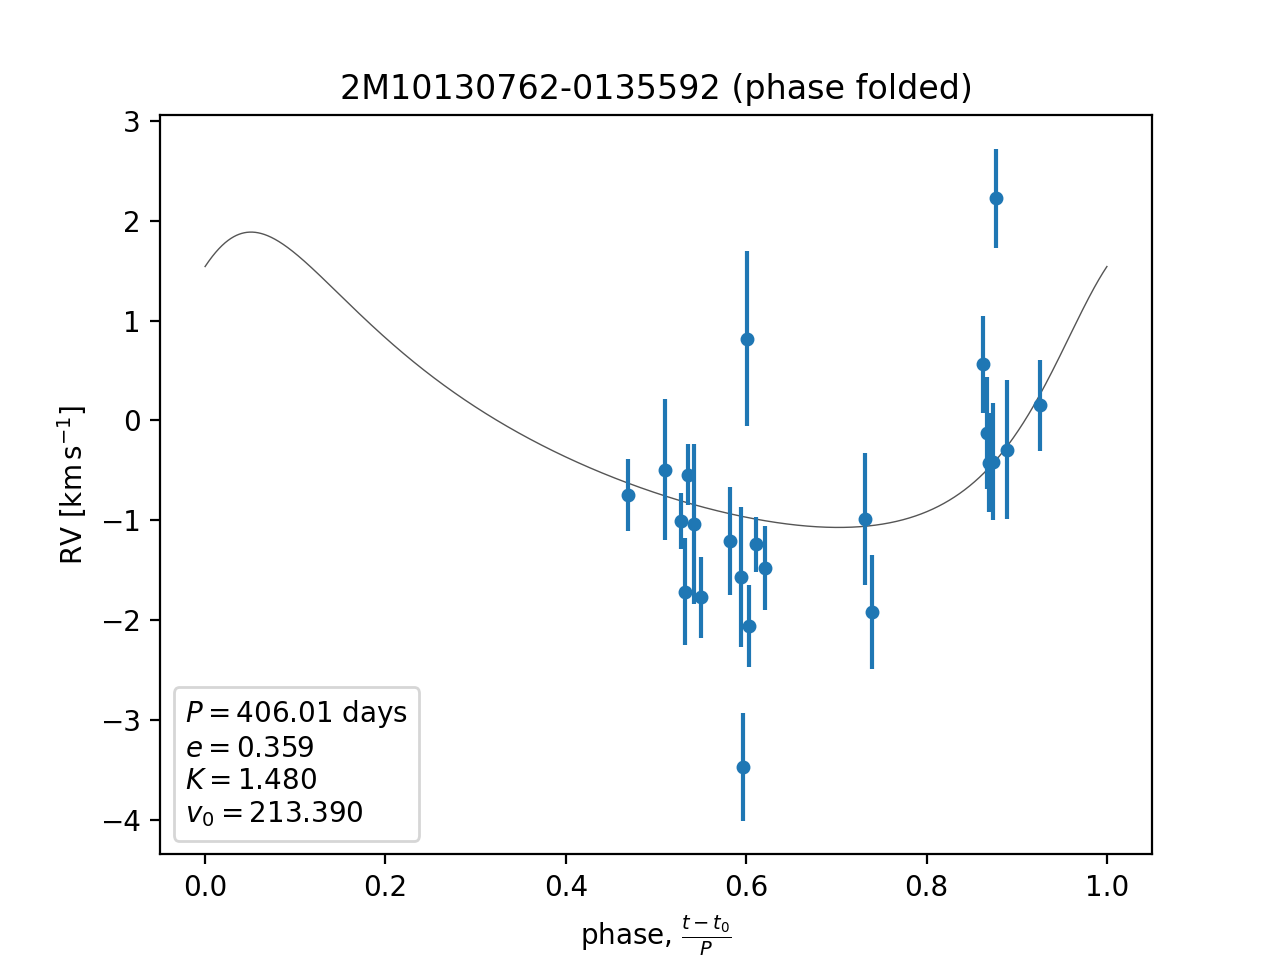 2M10130762-0135592 (phase folded)
3
2
1
0
−1
−2
−3
−4
RV [km s⁻¹]
P = 406.01 days
e = 0.359
K = 1.480
v₀ = 213.390
0.0 0.2 0.4 0.6 0.8 1.0
phase, (t − t₀)/P